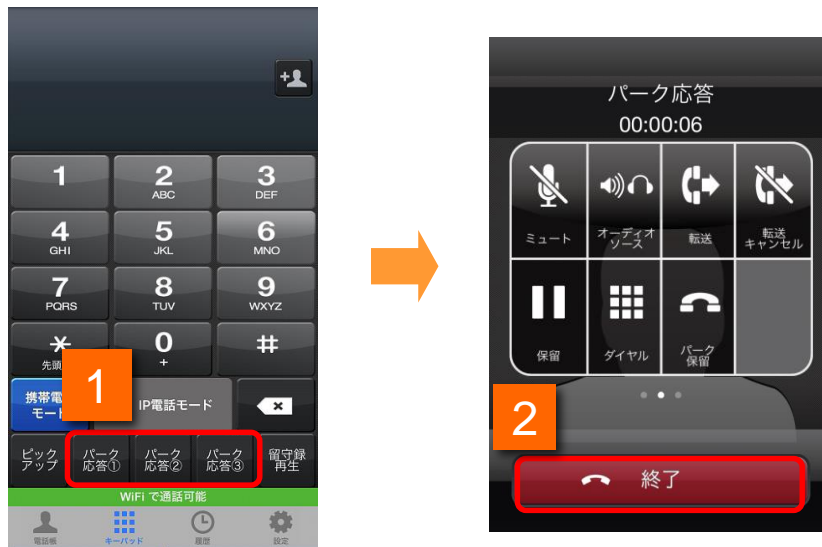 1
2
ABC
3
DEF
4
GHI
5
JKL
6
MNO
7
PQRS
8
TUV
9
WXYZ
先頭
0
+
#
1
携帯電
モード
IP電話モード
ピック
アップ
パーク
応答①
パーク
応答②
パーク
応答③
留守録
再生
WiFi で通話可能
電話帳
キーパッド
履歴
設定
パーク応答
00:00:06
ミュート
オーディオ
ソース
転送
転送
キャンセル
保留
ダイヤル
パーク
保留
2
終了